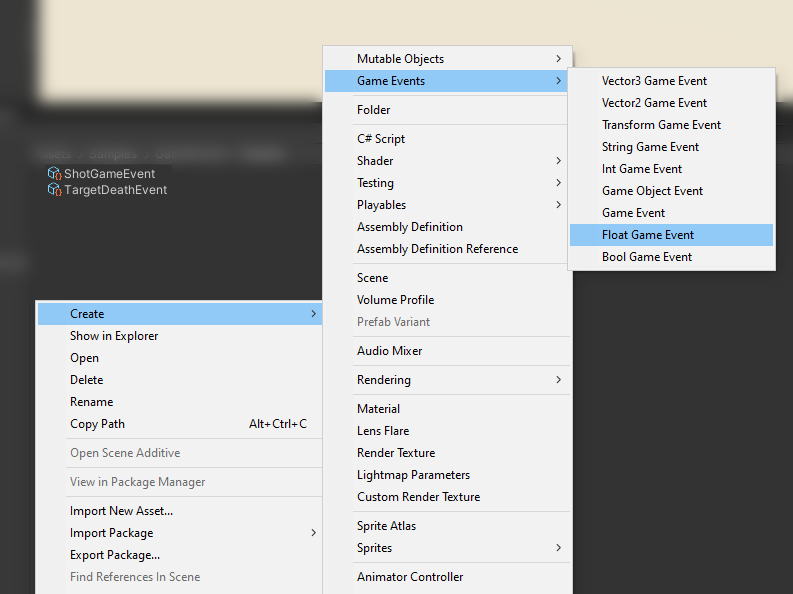 Mutable Objects
Game Events
Folder
C# Script
Shader
Testing
Playables
Assembly Definition
Assembly Definition Reference
Scene
Volume Profile
Prefab Variant
Audio Mixer
Rendering
Material
Lens Flare
Render Texture
Lightmap Parameters
Custom Render Texture
Sprite Atlas
Sprites
Animator Controller
Vector3 Game Event
Vector2 Game Event
Transform Game Event
String Game Event
Int Game Event
Game Object Event
Game Event
Float Game Event
Bool Game Event
ShotGameEvent
TargetDeathEvent
Create
Show in Explorer
Open
Delete
Rename
Copy Path Alt+Ctrl+C
Open Scene Additive
View in Package Manager
Import New Asset...
Import Package
Export Package...
Find References In Scene